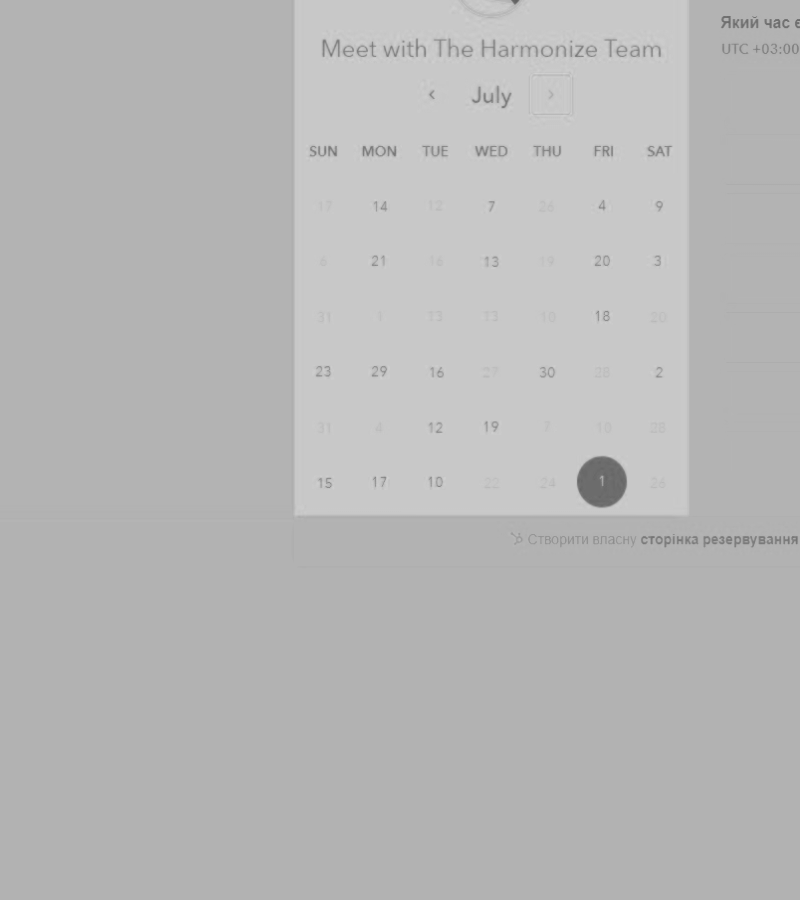 Який час
UTC +03:00
Meet with The Harmonize Team
‹ July ›
SUN MON TUE WED THU FRI SAT
17 14 12 7 26 4 9
6 21 16 13 19 20 3
31 23 23 10 18 20
23 29 16 27 30 28 2
31 4 12 19 7 10 28
15 17 10 22 24 1 26
Створити власну сторінка резервування